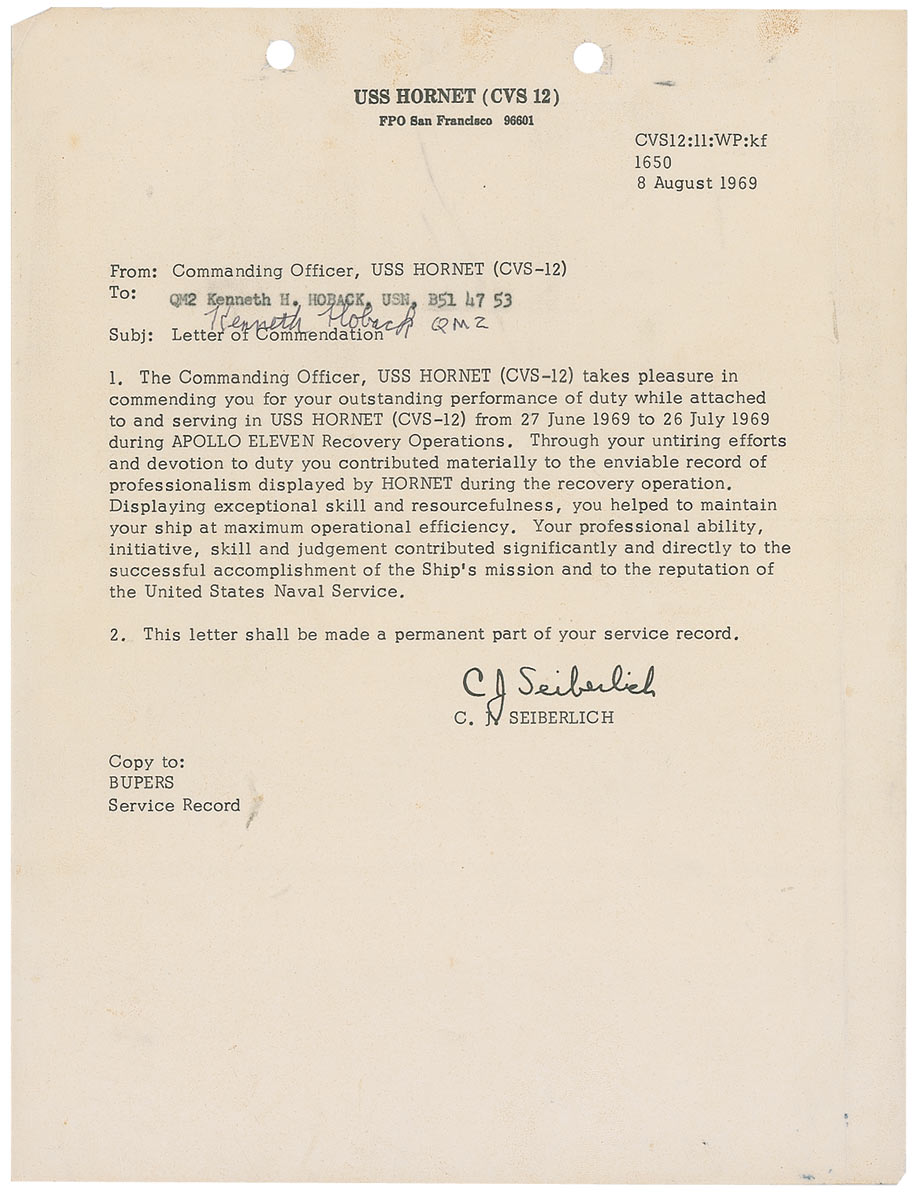 USS HORNET (CVS 12)
FPO San Francisco 96601
CVS12:11:WP:kf
1650
8 August 1969
From: Commanding Officer, USS HORNET (CVS-12)
To: QM2 Kenneth H. HOBACK, USN, B51 47 53
Kenneth Hoback QM2
Subj: Letter of Commendation
1. The Commanding Officer, USS HORNET (CVS-12) takes pleasure in
commending you for your outstanding performance of duty while attached
to and serving in USS HORNET (CVS-12) from 27 June 1969 to 26 July 1969
during APOLLO ELEVEN Recovery Operations. Through your untiring efforts
and devotion to duty you contributed materially to the enviable record of
professionalism displayed by HORNET during the recovery operation.
Displaying exceptional skill and resourcefulness, you helped to maintain
your ship at maximum operational efficiency. Your professional ability,
initiative, skill and judgement contributed significantly and directly to the
successful accomplishment of the Ship's mission and to the reputation of
the United States Naval Service.
2. This letter shall be made a permanent part of your service record.
C J Seiberlich
C. J. SEIBERLICH
Copy to:
BUPERS
Service Record